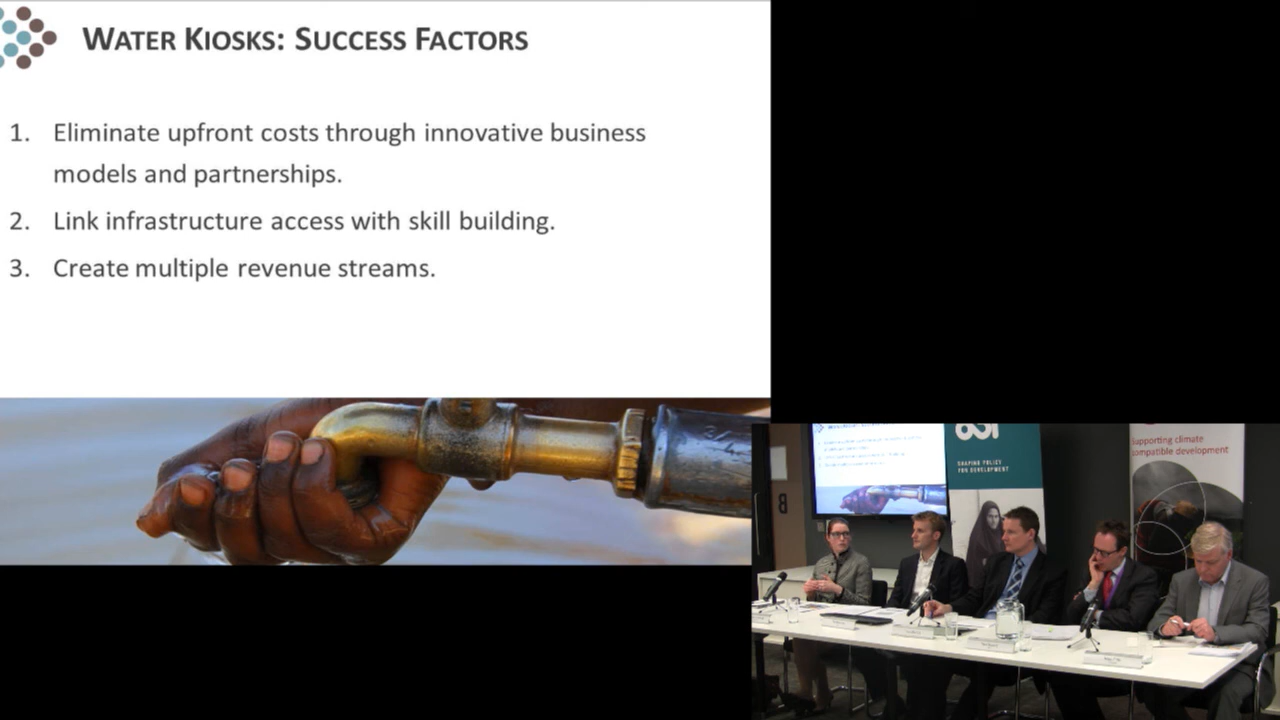 WATER KIOSKS: SUCCESS FACTORS
1. Eliminate upfront costs through innovative business
models and partnerships.
2. Link infrastructure access with skill building.
3. Create multiple revenue streams.
SHAPING POLICY
FOR DEVELOPMENT
Supporting climate
compatible development